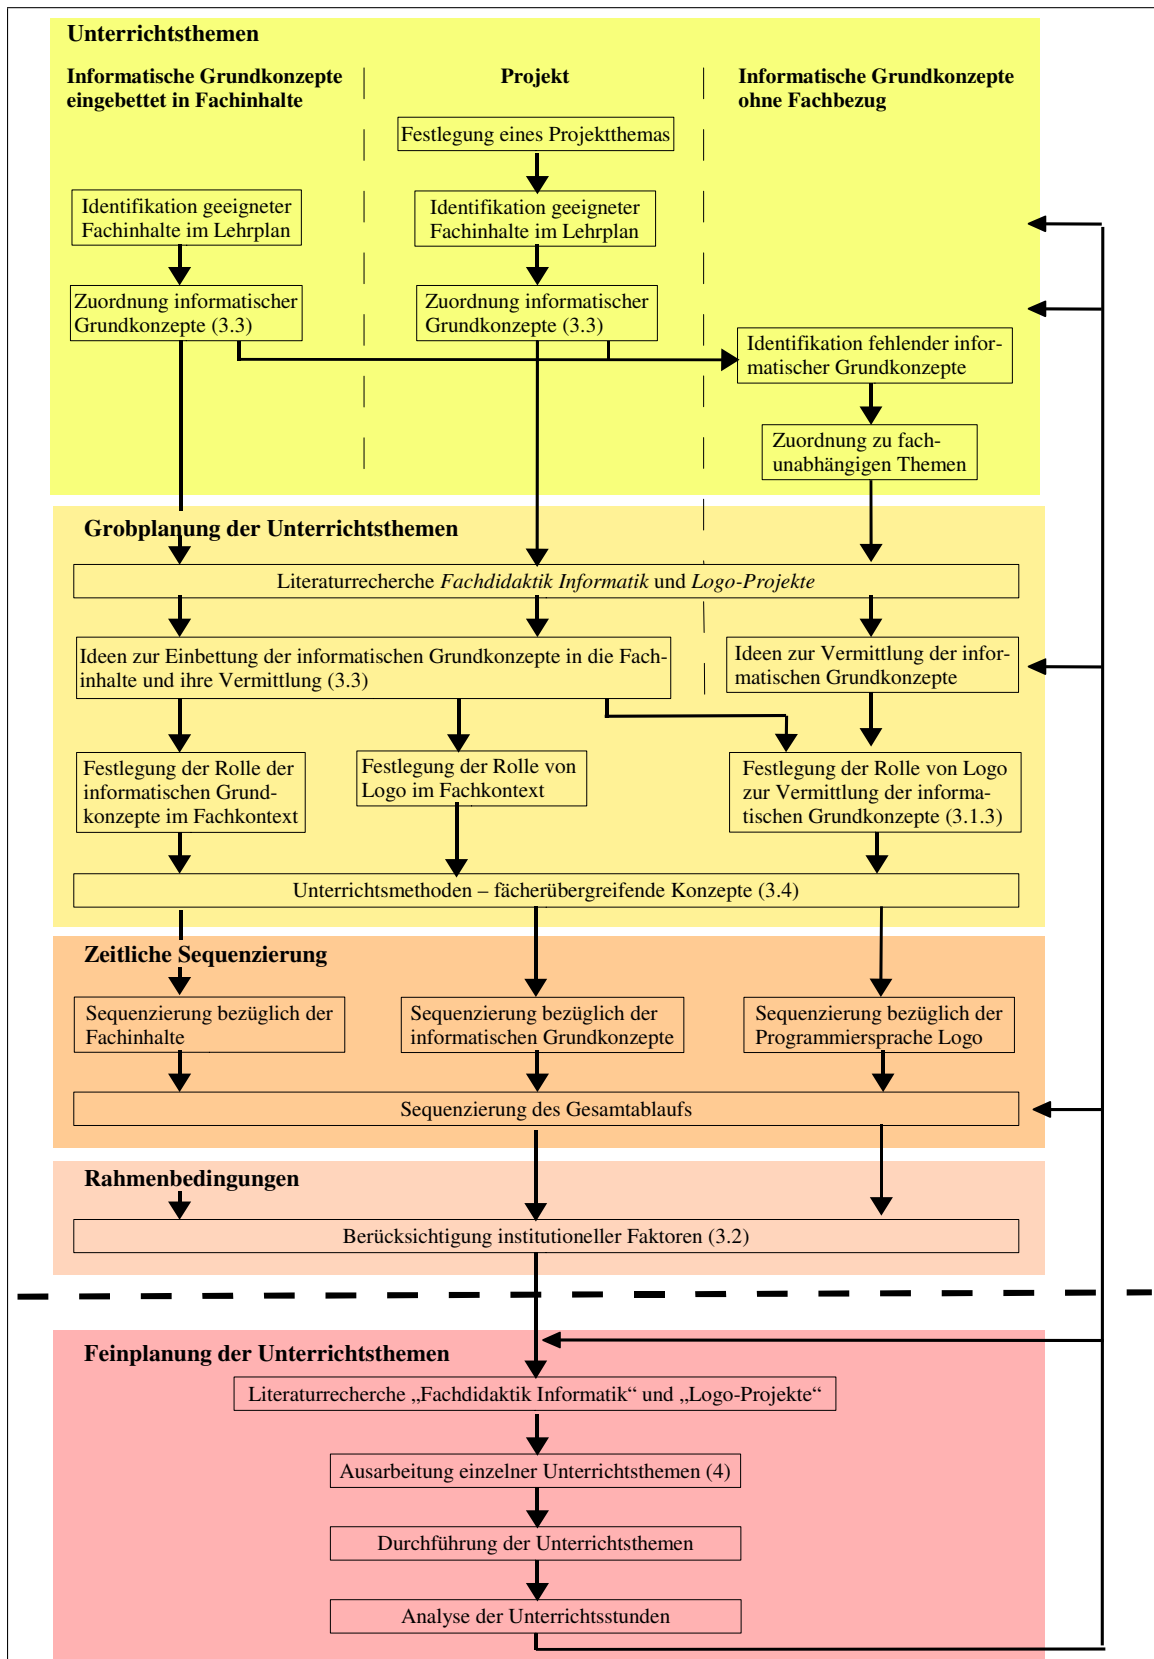 Unterrichtsthemen
Informatische Grundkonzepte
eingebettet in Fachinhalte
Projekt
Informatische Grundkonzepte
ohne Fachbezug
Festlegung eines Projektthemas
Identifikation geeigneter
Fachinhalte im Lehrplan
Identifikation geeigneter
Fachinhalte im Lehrplan
Zuordnung informatischer
Grundkonzepte (3.3)
Zuordnung informatischer
Grundkonzepte (3.3)
Identifikation fehlender infor-
matischer Grundkonzepte
Zuordnung zu fach-
unabhängigen Themen
Grobplanung der Unterrichtsthemen
Literaturrecherche Fachdidaktik Informatik und Logo-Projekte
Ideen zur Einbettung der informatischen Grundkonzepte in die Fach-
inhalte und ihre Vermittlung (3.3)
Ideen zur Vermittlung der infor-
matischen Grundkonzepte
Festlegung der Rolle der
informatischen Grund-
konzepte im Fachkontext
Festlegung der Rolle von
Logo im Fachkontext
Festlegung der Rolle von Logo
zur Vermittlung der informa-
tischen Grundkonzepte (3.1.3)
Unterrichtsmethoden – fächerübergreifende Konzepte (3.4)
Zeitliche Sequenzierung
Sequenzierung bezüglich der
Fachinhalte
Sequenzierung bezüglich der
informatischen Grundkonzepte
Sequenzierung bezüglich der
Programmiersprache Logo
Sequenzierung des Gesamtablaufs
Rahmenbedingungen
Berücksichtigung institutioneller Faktoren (3.2)
Feinplanung der Unterrichtsthemen
Literaturrecherche „Fachdidaktik Informatik“ und „Logo-Projekte“
Ausarbeitung einzelner Unterrichtsthemen (4)
Durchführung der Unterrichtsthemen
Analyse der Unterrichtsstunden